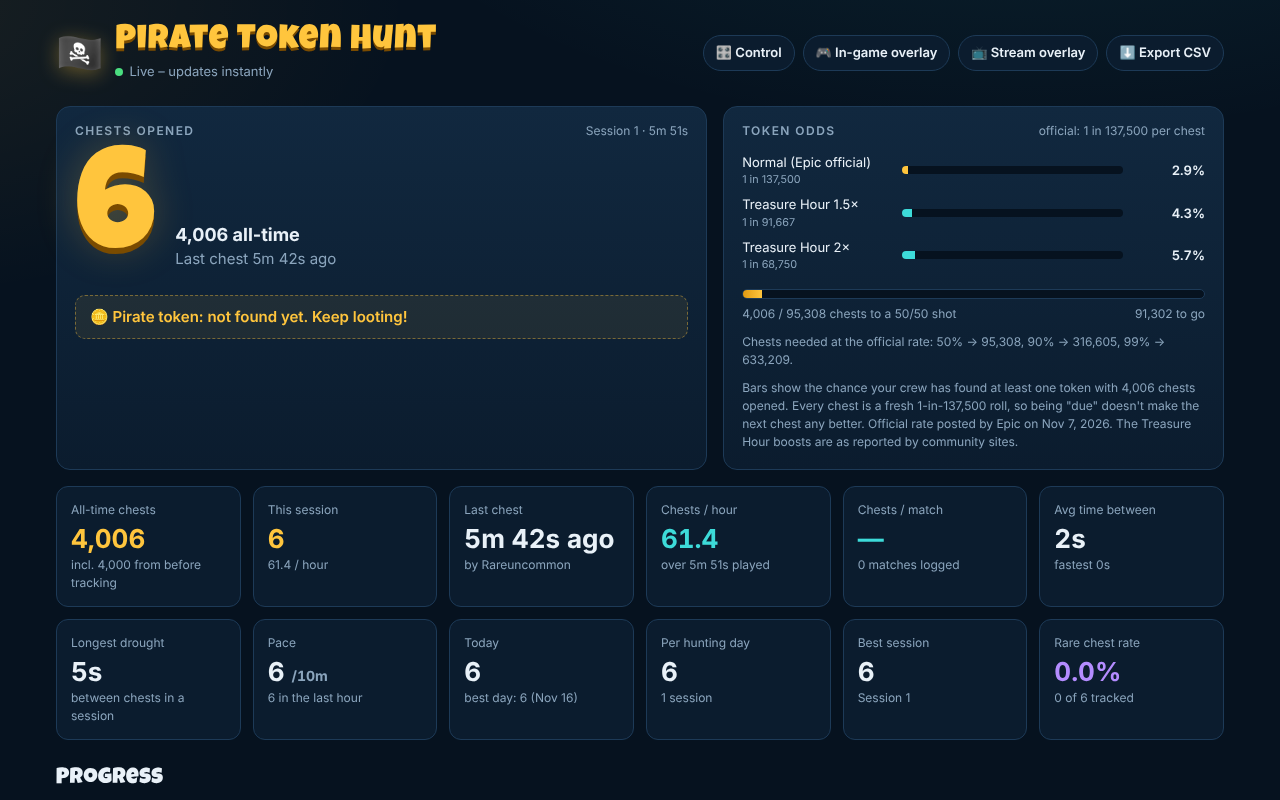 Pirate Token Hunt
Live – updates instantly
🎛️ Control
🎮 In-game overlay
📺 Stream overlay
⬇️ Export CSV
CHESTS OPENED
Session 1 · 5m 51s
6
4,006 all-time
Last chest 5m 42s ago
🪙 Pirate token: not found yet. Keep looting!
TOKEN ODDS
official: 1 in 137,500 per chest
Normal (Epic official)
1 in 137,500
2.9%
Treasure Hour 1.5×
1 in 91,667
4.3%
Treasure Hour 2×
1 in 68,750
5.7%
4,006 / 95,308 chests to a 50/50 shot
91,302 to go
Chests needed at the official rate: 50% → 95,308, 90% → 316,605, 99% →
633,209.
Bars show the chance your crew has found at least one token with 4,006 chests
opened. Every chest is a fresh 1-in-137,500 roll, so being "due" doesn't make the
next chest any better. Official rate posted by Epic on Nov 7, 2026. The Treasure
Hour boosts are as reported by community sites.
All-time chests
4,006
incl. 4,000 from before
tracking
This session
6
61.4 / hour
Last chest
5m 42s ago
by Rareuncommon
Chests / hour
61.4
over 5m 51s played
Chests / match
—
0 matches logged
Avg time between
2s
fastest 0s
Longest drought
5s
between chests in a
session
Pace
6 /10m
6 in the last hour
Today
6
best day: 6 (Nov 16)
Per hunting day
6
1 session
Best session
6
Session 1
Rare chest rate
0.0%
0 of 6 tracked
Progress